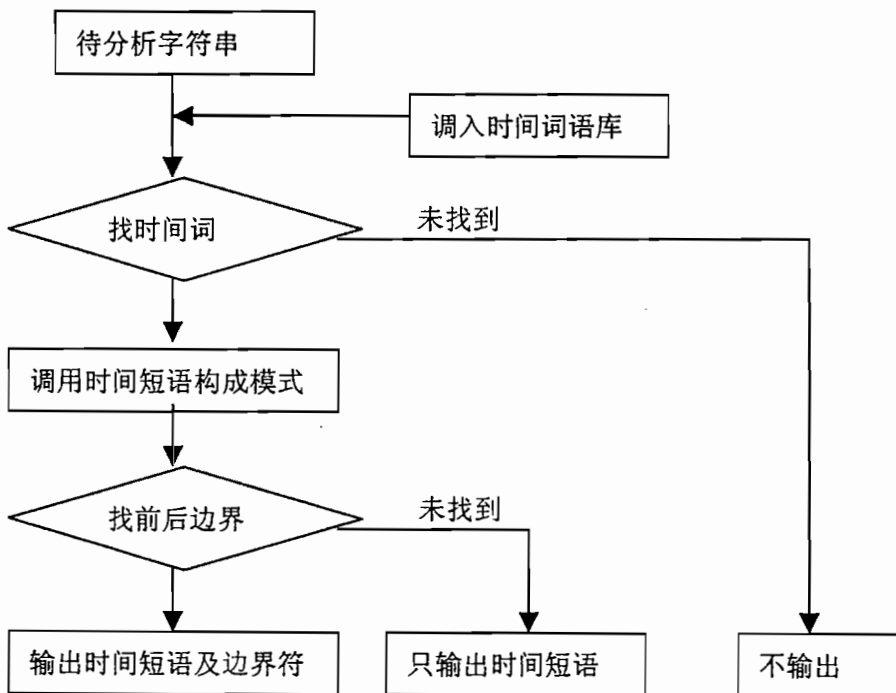 待分析字符串
调入时间词语库
找时间词
未找到
调用时间短语构成模式
找前后边界
未找到
输出时间短语及边界符
只输出时间短语
不输出